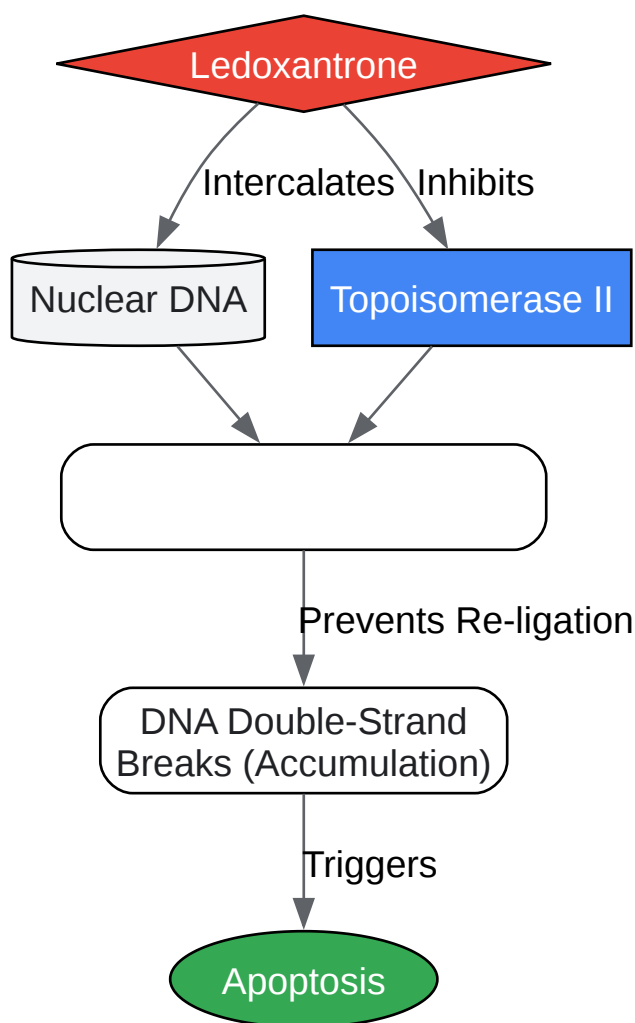 Ledoxantrone
Intercalates
Inhibits
Nuclear DNA
Topoisomerase II
Prevents Re-ligation
DNA Double-Strand
Breaks (Accumulation)
Triggers
Apoptosis